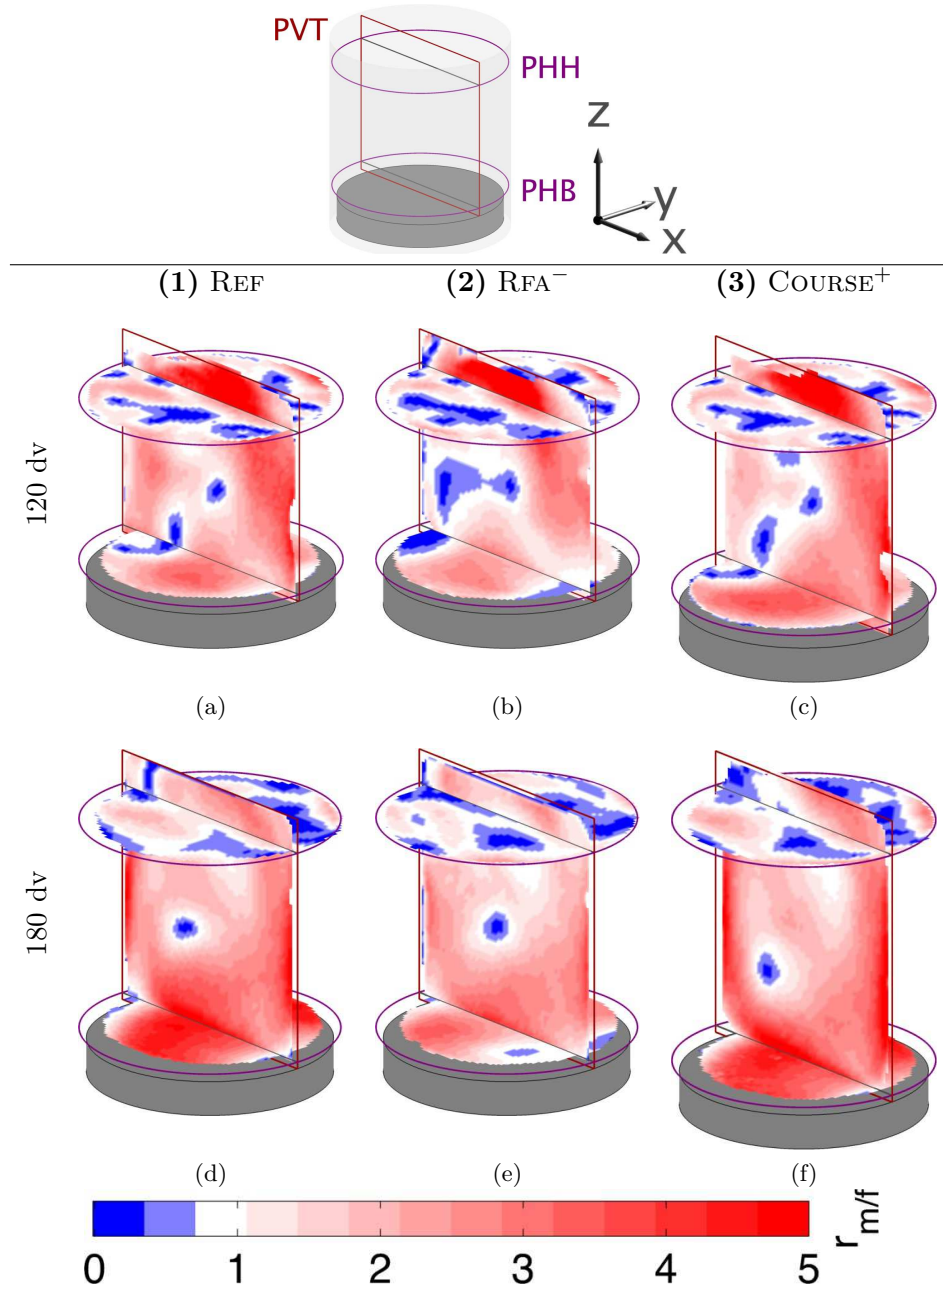 PVT
PHH
PHB
z
y
x
(1) REF
(2) RFA⁻
(3) COURSE⁺
120 dv
(a)
(b)
(c)
180 dv
(d)
(e)
(f)
0 1 2 3 4 5
r m/f